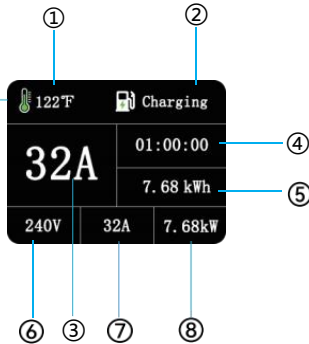 ① ②
122℉ Charging
32A
01:00:00 ④
7.68 kWh ⑤
240V 32A 7.68kW
⑥ ③ ⑦ ⑧